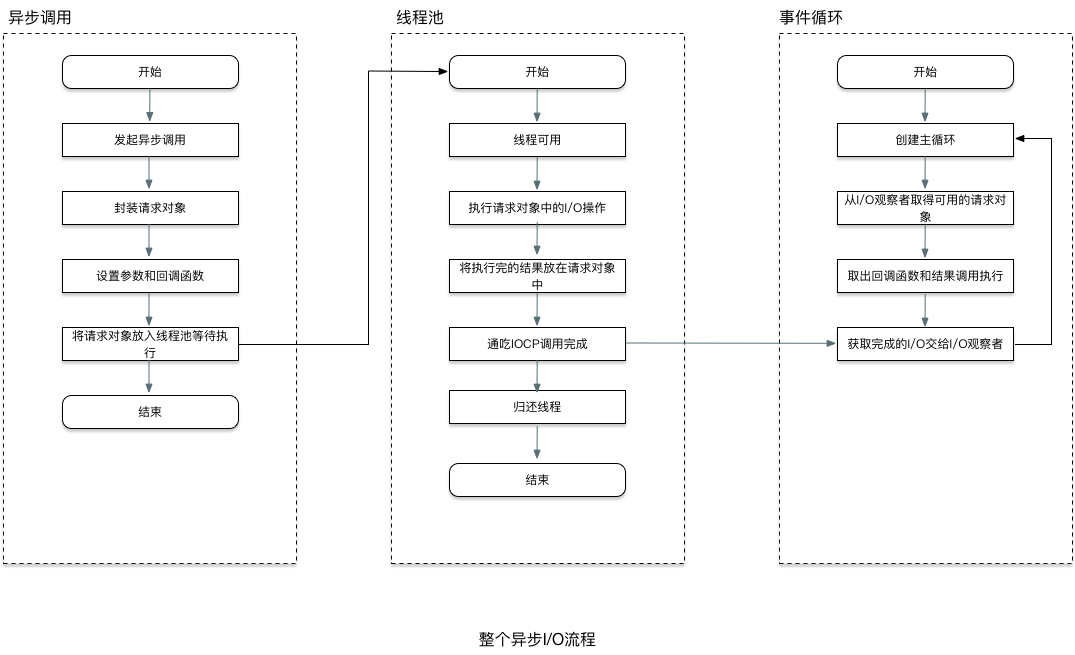 异步调用
开始
发起异步调用
封装请求对象
设置参数和回调函数
将请求对象放入线程池等待执
行
结束
线程池
开始
线程可用
执行请求对象中的I/O操作
将执行完的结果放在请求对象
中
通吃IOCP调用完成
归还线程
结束
事件循环
开始
创建主循环
从I/O观察者取得可用的请求对
象
取出回调函数和结果调用执行
获取完成的I/O交给I/O观察者
整个异步I/O流程